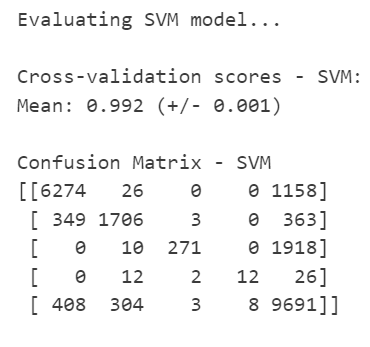 Evaluating SVM model...
Cross-validation scores - SVM:
Mean: 0.992 (+/- 0.001)
Confusion Matrix - SVM
[[6274   26    0    0 1158]
 [ 349 1706    3    0  363]
 [   0   10  271    0 1918]
 [   0   12    2   12   26]
 [ 408  304    3    8 9691]]